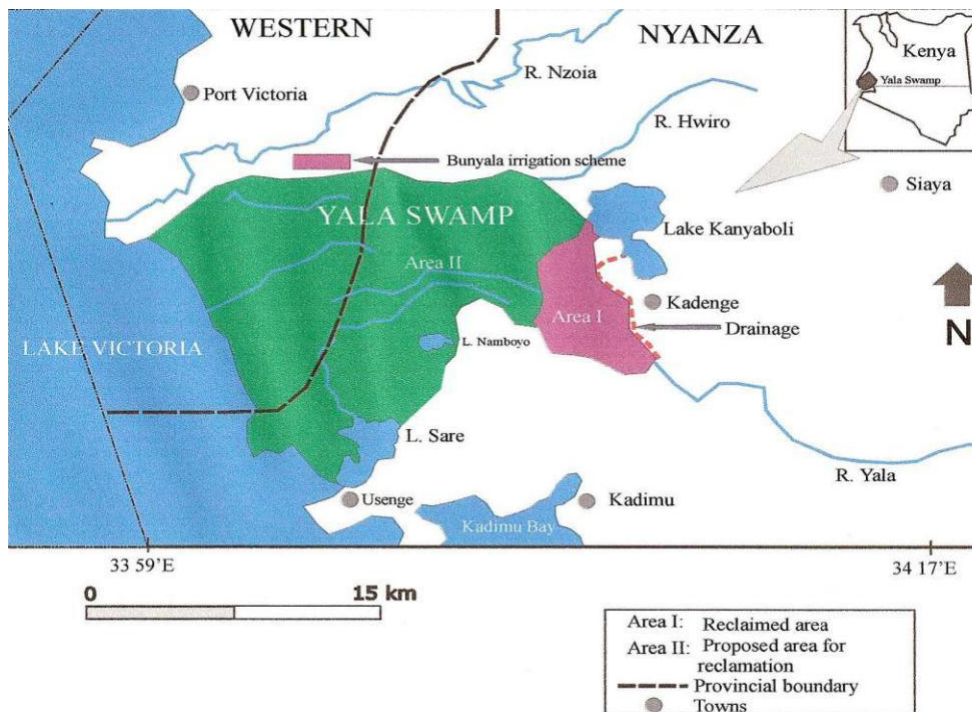 WESTERN
NYANZA
Kenya
Yala Swamp
R. Nzoia
Port Victoria
R. Hwiro
Bunyala irrigation scheme
Siaya
YALA SWAMP
Lake Kanyaboli
Area II
Kadenge
Area I
Drainage
N
LAKE VICTORIA
L. Namboyo
L. Sare
R. Yala
Usenge
Kadimu
Kadimu Bay
33 59'E
34 17'E
0
15 km
Area I: Reclaimed area
Area II: Proposed area for
reclamation
Provincial boundary
Towns